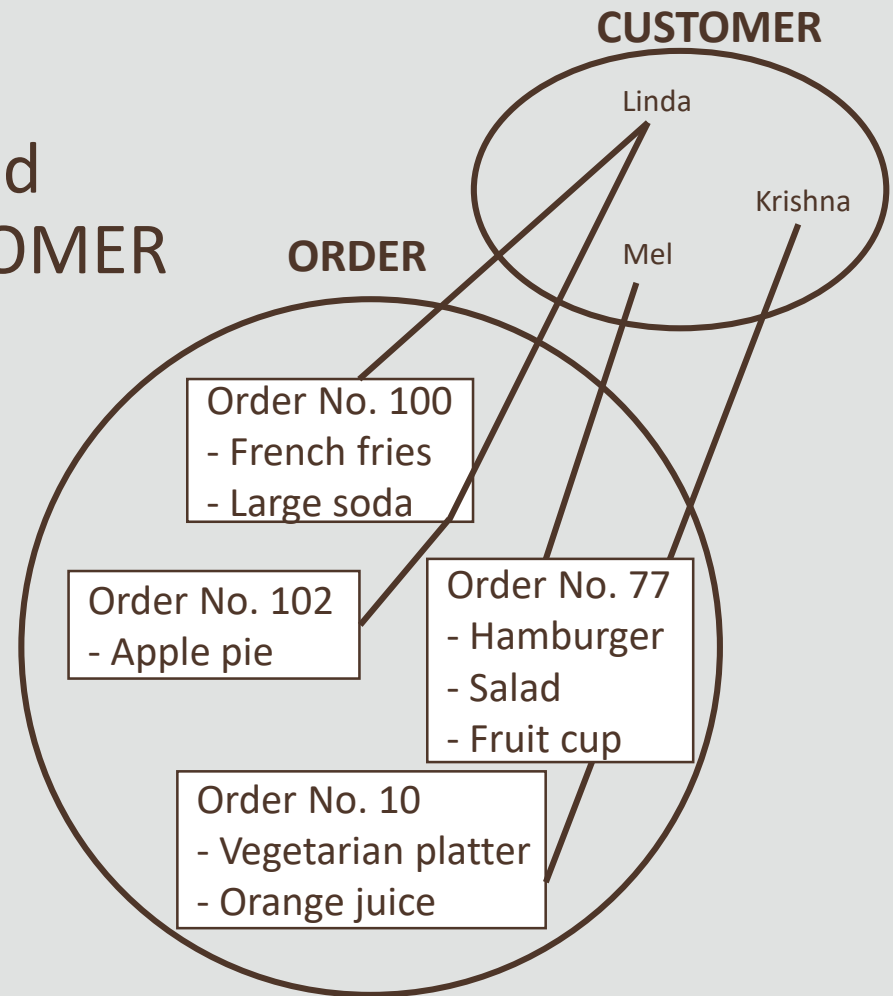 CUSTOMER
Linda
Krishna
Mel
d
OMER
ORDER
Order No. 100
- French fries
- Large soda
Order No. 102
- Apple pie
Order No. 77
- Hamburger
- Salad
- Fruit cup
Order No. 10
- Vegetarian platter
- Orange juice